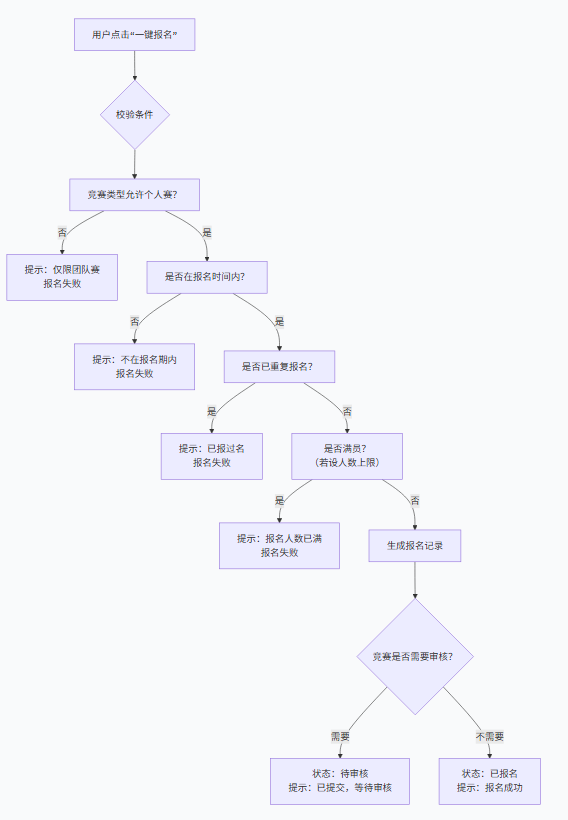 用户点击“一键报名”
校验条件
竞赛类型允许个人赛？
否
是
提示：仅限团队赛
报名失败
是否在报名时间内？
否
是
提示：不在报名期内
报名失败
是否已重复报名？
是
否
提示：已报过名
报名失败
是否满员？
（若设人数上限）
是
否
提示：报名人数已满
报名失败
生成报名记录
竞赛是否需要审核？
需要
不需要
状态：待审核
提示：已提交，等待审核
状态：已报名
提示：报名成功